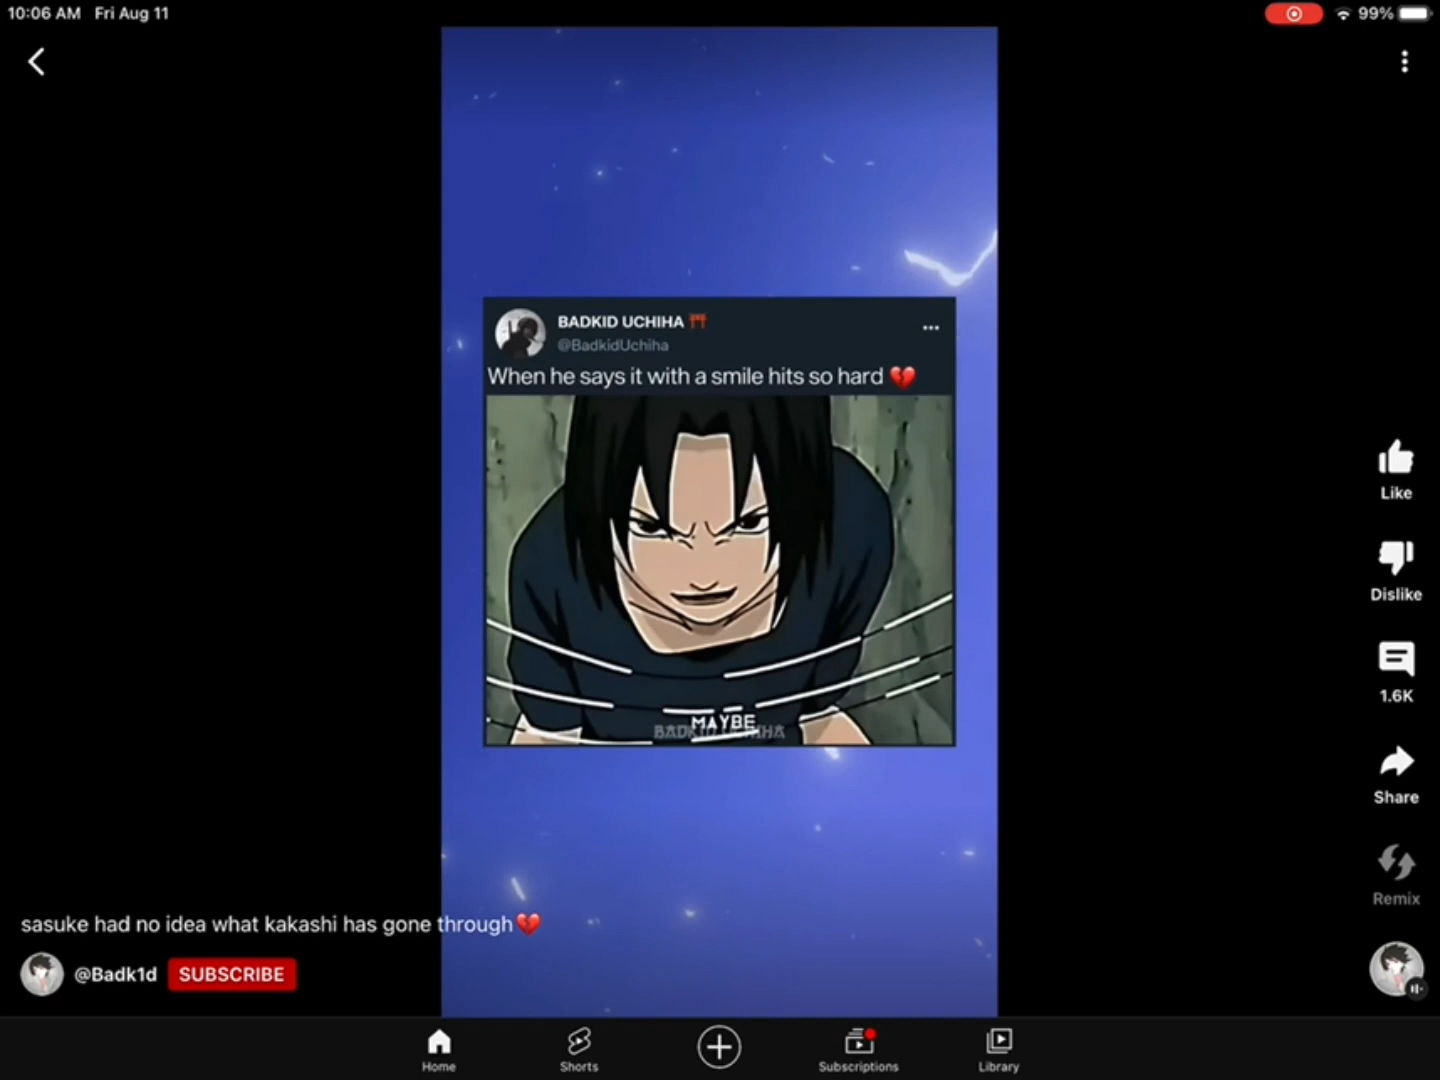 10:06 AM Fri Aug 11
99%
BADKID UCHIHA
@BadkidUchiha
When he says it with a smile hits so hard 💔
MAYBE
BADKID UCHIHA
Like
Dislike
1.6K
Share
Remix
sasuke had no idea what kakashi has gone through💔
@Badk1d SUBSCRIBE
Home Shorts Subscriptions Library